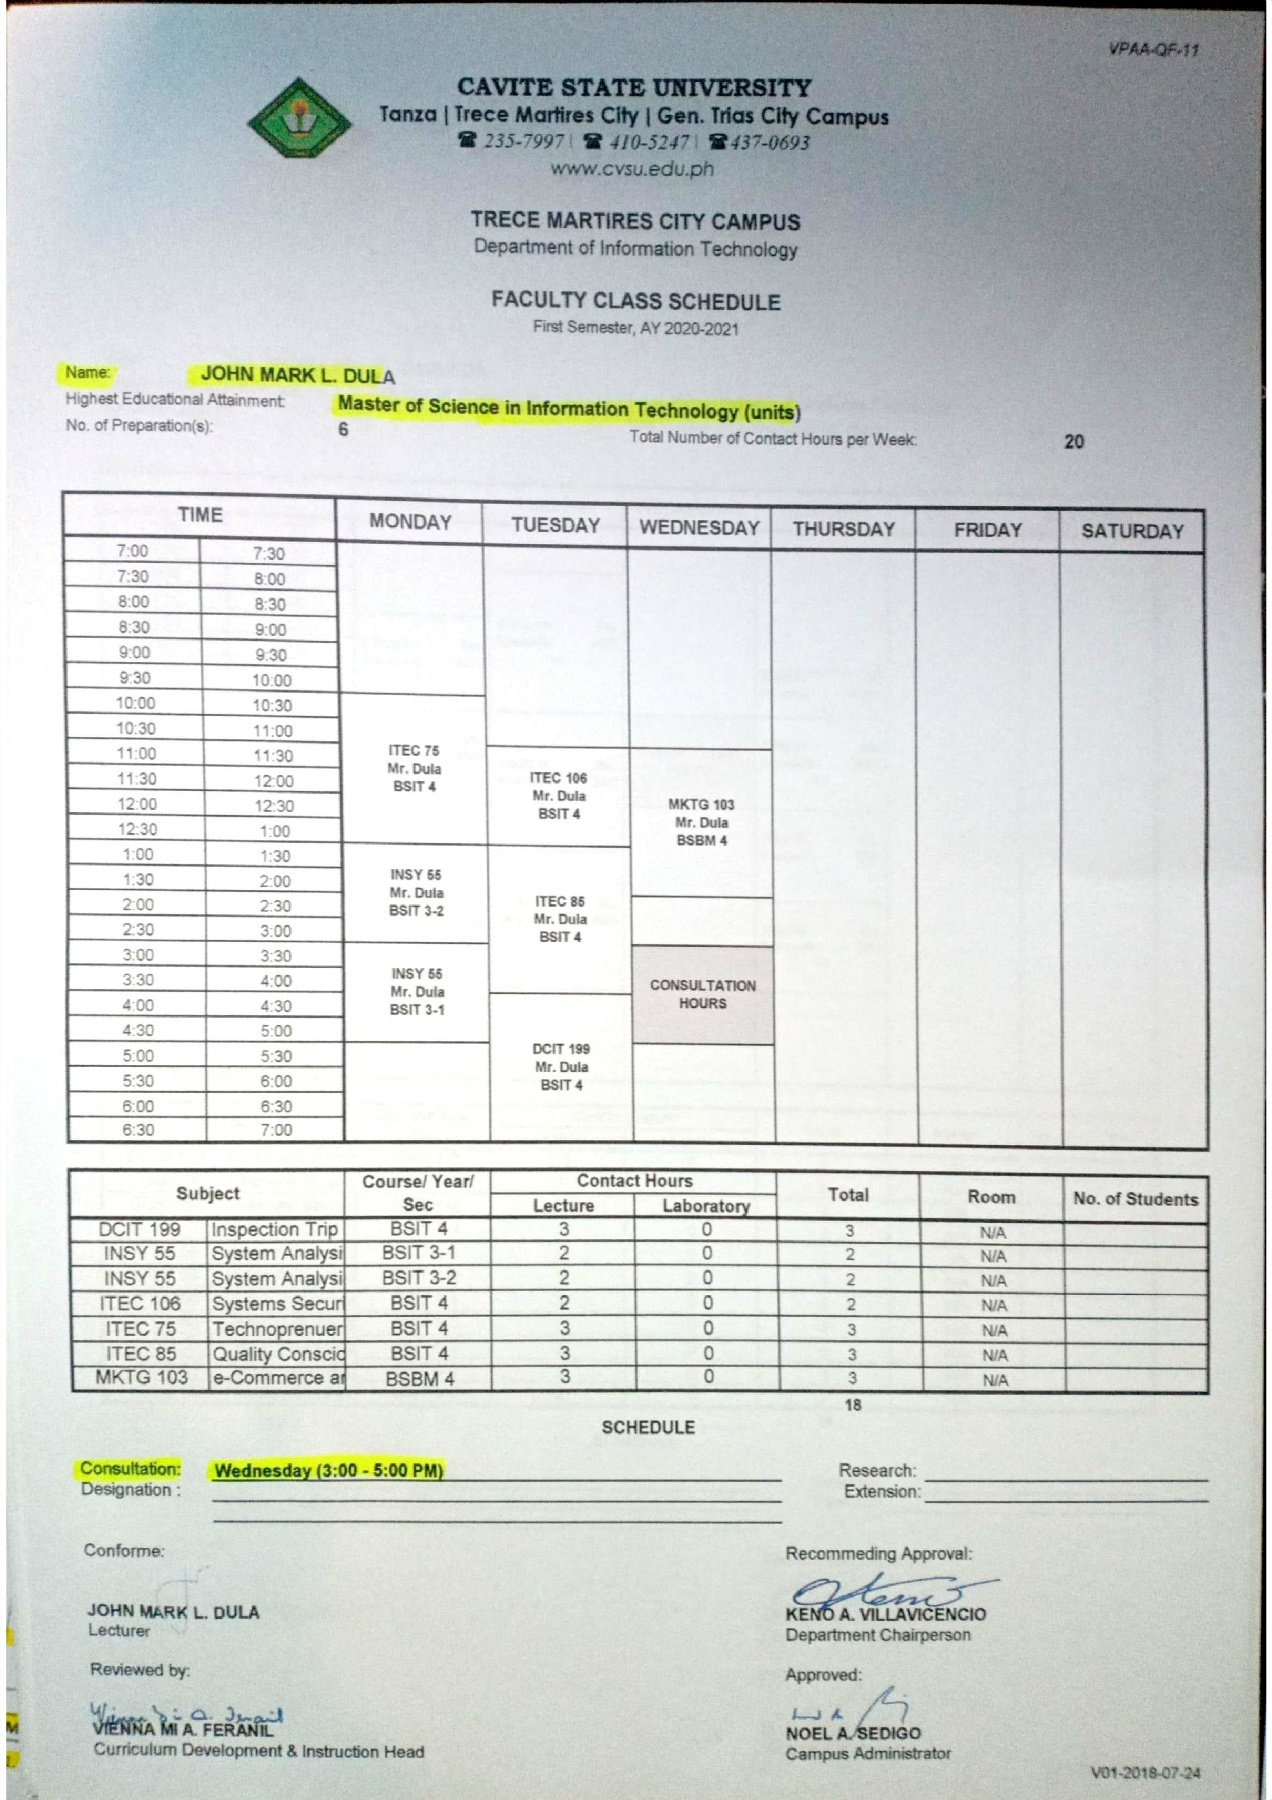 VPAA-QF-11
CAVITE STATE UNIVERSITY
Tanza | Trece Martires City | Gen. Trias City Campus
☎ 235-7997 | ☎ 410-5247 | ☎ 437-0693
www.cvsu.edu.ph
TRECE MARTIRES CITY CAMPUS
Department of Information Technology
FACULTY CLASS SCHEDULE
First Semester, AY 2020-2021
Name: JOHN MARK L. DULA
Highest Educational Attainment: Master of Science in Information Technology (units)
No. of Preparation(s): 6 Total Number of Contact Hours per Week: 20
TIME MONDAY TUESDAY WEDNESDAY THURSDAY FRIDAY SATURDAY
7:00 7:30
7:30 8:00
8:00 8:30
8:30 9:00
9:00 9:30
9:30 10:00
10:00 10:30
10:30 11:00
11:00 11:30
11:30 12:00
12:00 12:30
12:30 1:00
1:00 1:30
1:30 2:00
2:00 2:30
2:30 3:00
3:00 3:30
3:30 4:00
4:00 4:30
4:30 5:00
5:00 5:30
5:30 6:00
6:00 6:30
6:30 7:00
ITEC 75
Mr. Dula
BSIT 4
INSY 55
Mr. Dula
BSIT 3-2
INSY 55
Mr. Dula
BSIT 3-1
ITEC 106
Mr. Dula
BSIT 4
ITEC 85
Mr. Dula
BSIT 4
DCIT 199
Mr. Dula
BSIT 4
MKTG 103
Mr. Dula
BSBM 4
CONSULTATION
HOURS
Subject Course/ Year/ Sec Contact Hours Total Room No. of Students
Lecture Laboratory
DCIT 199 Inspection Trip BSIT 4 3 0 3 N/A
INSY 55 System Analysi BSIT 3-1 2 0 2 N/A
INSY 55 System Analysi BSIT 3-2 2 0 2 N/A
ITEC 106 Systems Secur BSIT 4 2 0 2 N/A
ITEC 75 Technoprenuer BSIT 4 3 0 3 N/A
ITEC 85 Quality Conscio BSIT 4 3 0 3 N/A
MKTG 103 e-Commerce an BSBM 4 3 0 3 N/A
18
SCHEDULE
Consultation: Wednesday (3:00 - 5:00 PM) Research:
Designation : Extension:
Conforme:
JOHN MARK L. DULA
Lecturer
Reviewed by:
VIENNA MI A. FERANIL
Curriculum Development & Instruction Head
Recommeding Approval:
KENO A. VILLAVICENCIO
Department Chairperson
Approved:
NOEL A. SEDIGO
Campus Administrator
V01-2018-07-24